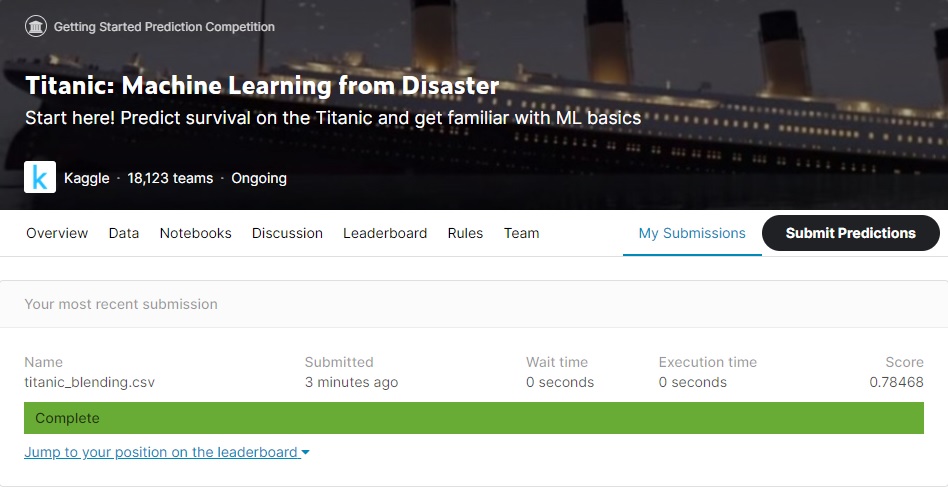 Getting Started Prediction Competition
Titanic: Machine Learning from Disaster
Start here! Predict survival on the Titanic and get familiar with ML basics
k Kaggle · 18,123 teams · Ongoing
Overview Data Notebooks Discussion Leaderboard Rules Team My Submissions Submit Predictions
Your most recent submission
Name Submitted Wait time Execution time Score
titanic_blending.csv 3 minutes ago 0 seconds 0 seconds 0.78468
Complete
Jump to your position on the leaderboard